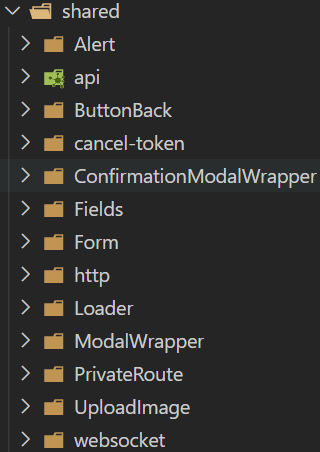 shared
Alert
api
ButtonBack
cancel-token
ConfirmationModalWrapper
Fields
Form
http
Loader
ModalWrapper
PrivateRoute
UploadImage
websocket